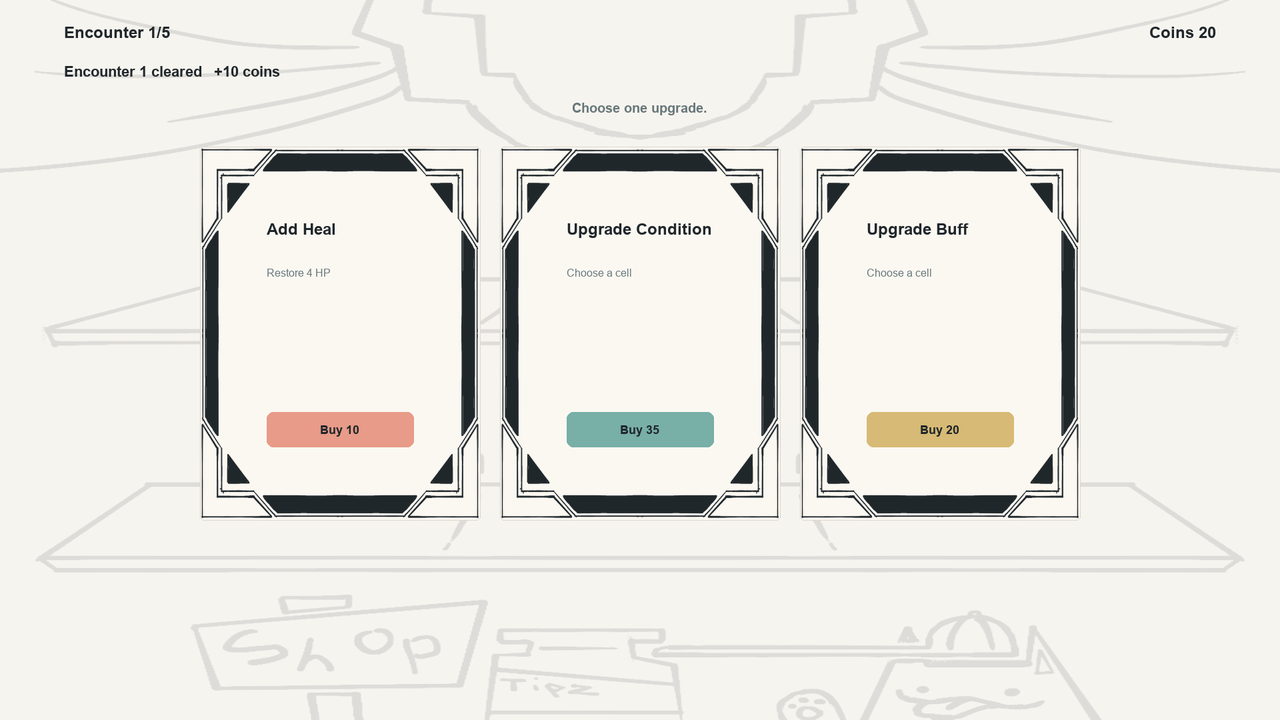 Encounter 1/5
Coins 20
Encounter 1 cleared +10 coins
Choose one upgrade.
Add Heal
Restore 4 HP
Buy 10
Upgrade Condition
Choose a cell
Buy 35
Upgrade Buff
Choose a cell
Buy 20
Shop
TipZ